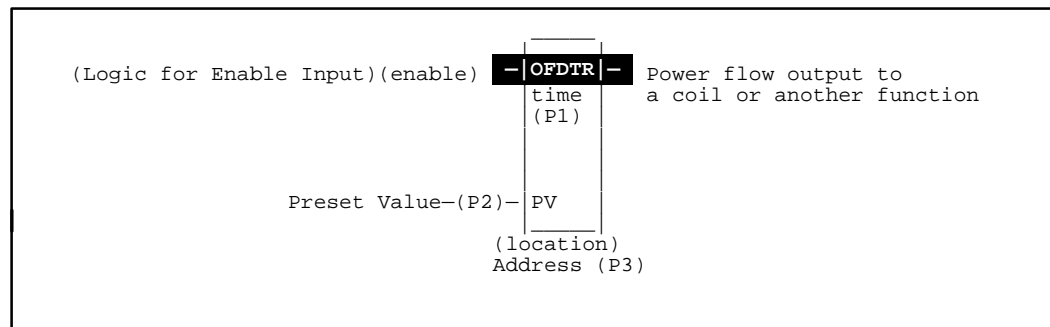 (Logic for Enable Input)(enable) –|OFDTR|– Power flow output to
time a coil or another function
(P1)
Preset Value–(P2)–|PV
(location)
Address (P3)